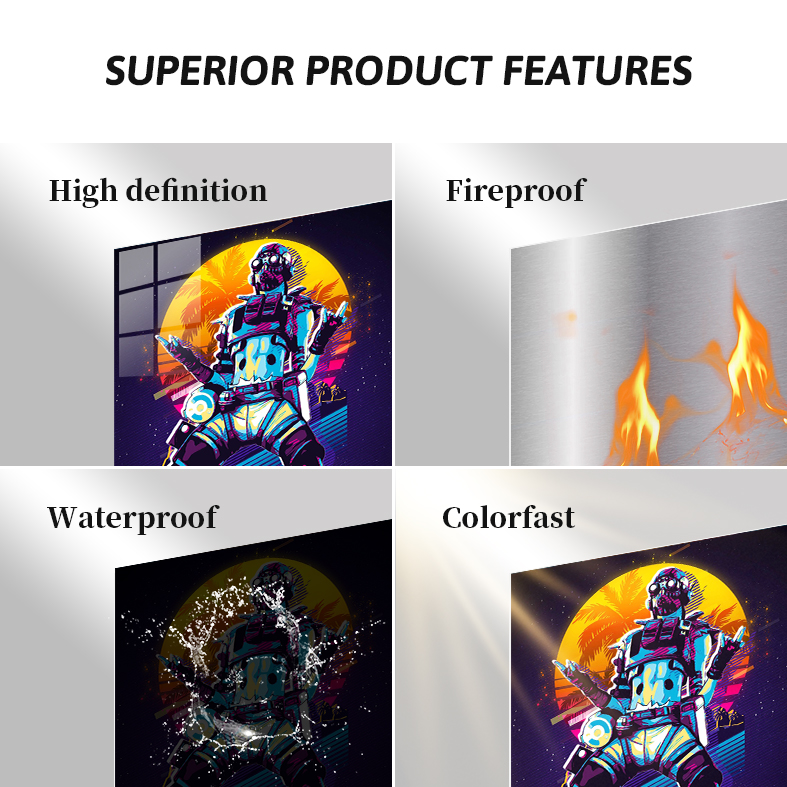 SUPERIOR PRODUCT FEATURES
High definition
Fireproof
Waterproof
Colorfast